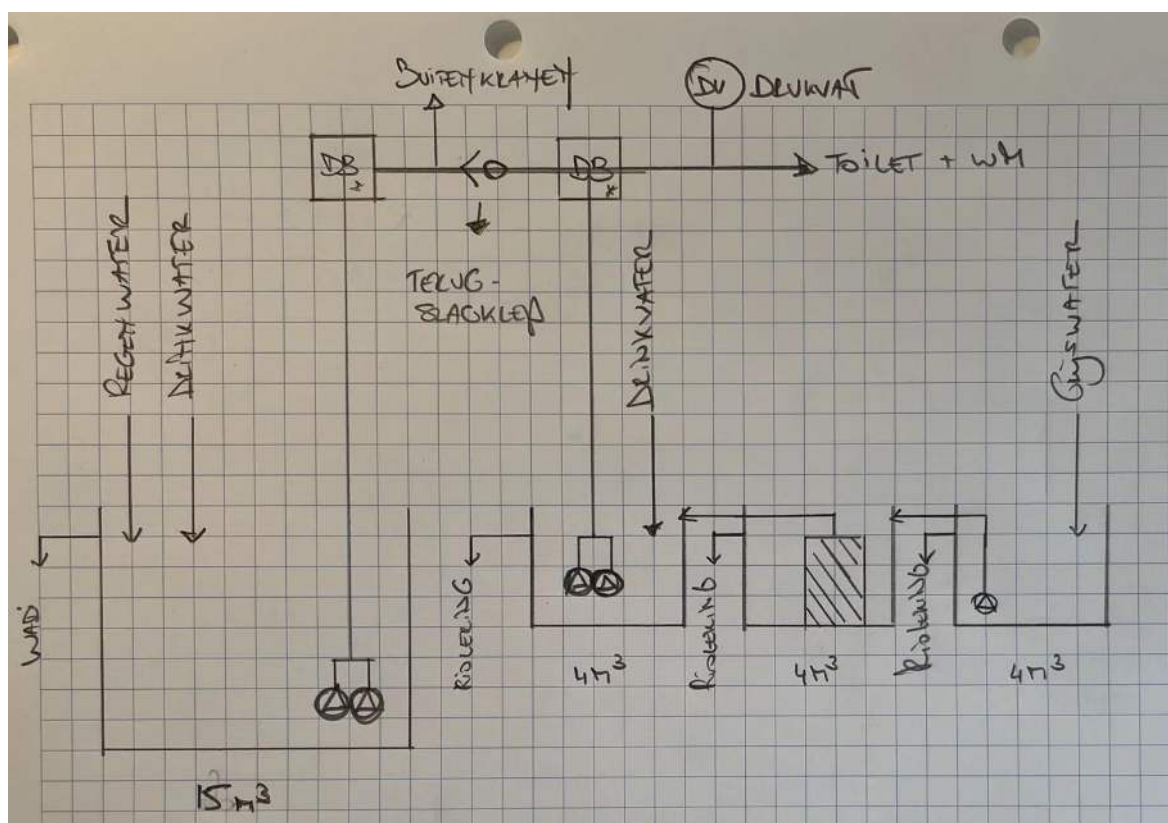 BUITENKRANEN
DV DRUKVAT
DB*
DB*
TOILET + WM
TERUG-
SLAGKLEP
REGENWATER
DRINKWATER
DRINKWATER
Grijswater
WADI
RIOLERING
RIOLERING
RIOLERING
4m³
4m³
4m³
15m³